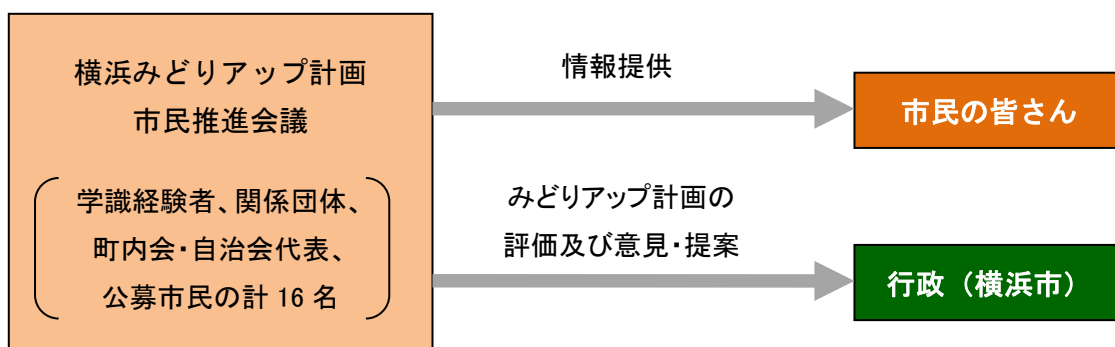 横浜みどりアップ計画
市民推進会議
学識経験者、関係団体、
町内会・自治会代表、
公募市民の計 16 名
情報提供
市民の皆さん
みどりアップ計画の
評価及び意見・提案
行政（横浜市）